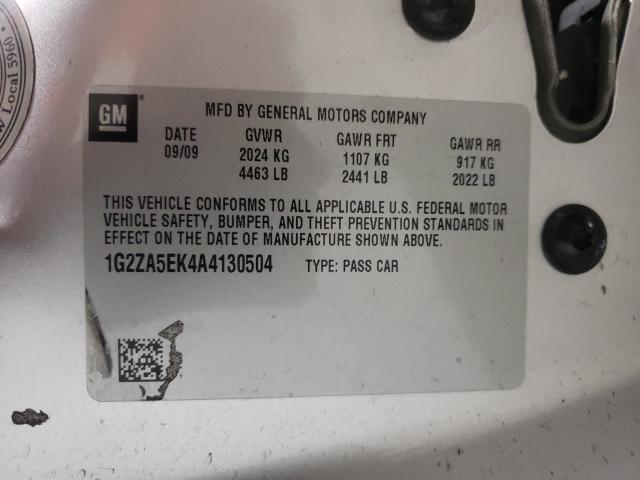 W Local 5960
GM
MFD BY GENERAL MOTORS COMPANY
DATE GVWR GAWR FRT GAWR RR
09/09 2024 KG 1107 KG 917 KG
4463 LB 2441 LB 2022 LB
THIS VEHICLE CONFORMS TO ALL APPLICABLE U.S. FEDERAL MOTOR
VEHICLE SAFETY, BUMPER, AND THEFT PREVENTION STANDARDS IN
EFFECT ON THE DATE OF MANUFACTURE SHOWN ABOVE.
1G2ZA5EK4A4130504 TYPE: PASS CAR